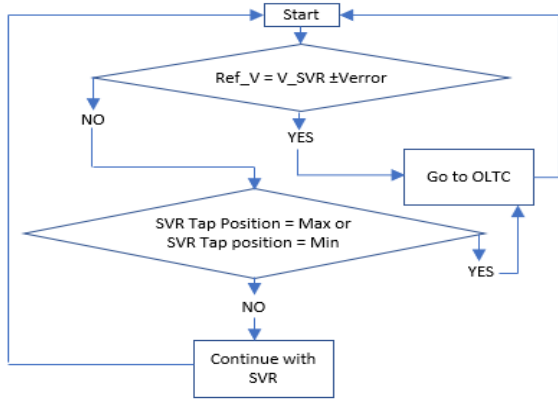 Start
Ref_V = V_SVR ±Verror
NO
YES
Go to OLTC
SVR Tap Position = Max or
SVR Tap position = Min
YES
NO
Continue with
SVR